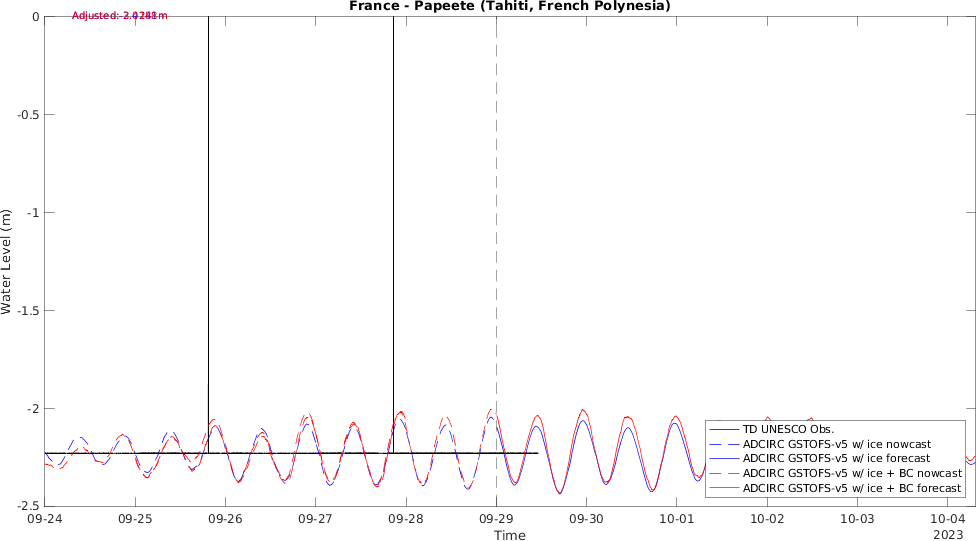 France - Papeete (Tahiti, French Polynesia)
Adjusted:
0
-0.5
-1
-1.5
-2
-2.5
Water Level (m)
TD UNESCO Obs.
ADCIRC GSTOFS-v5 w/ ice nowcast
ADCIRC GSTOFS-v5 w/ ice forecast
ADCIRC GSTOFS-v5 w/ ice + BC nowcast
ADCIRC GSTOFS-v5 w/ ice + BC forecast
09-24 09-25 09-26 09-27 09-28 09-29 09-30 10-01 10-02 10-03 10-04
Time
2023